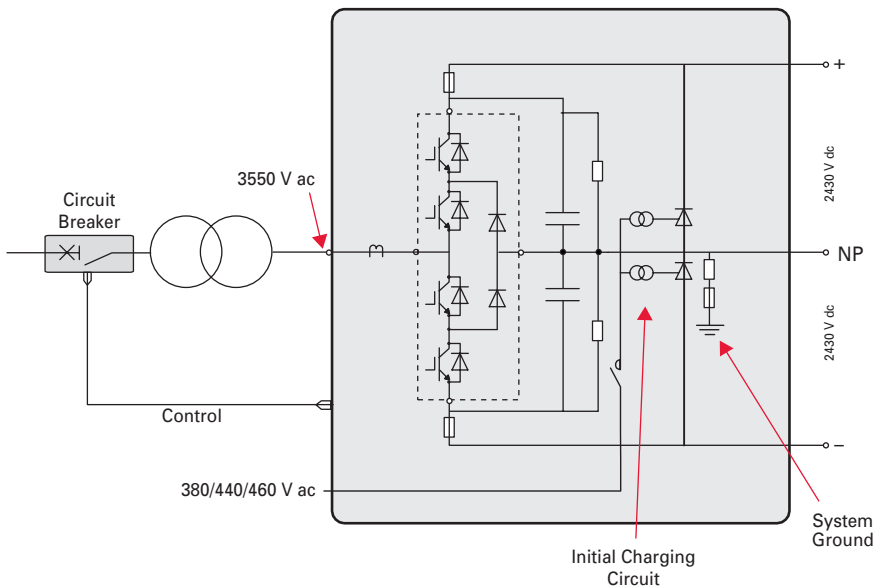 +
2430 V dc
3550 V ac
Circuit
Breaker
NP
2430 V dc
Control
–
380/440/460 V ac
System
Ground
Initial Charging
Circuit